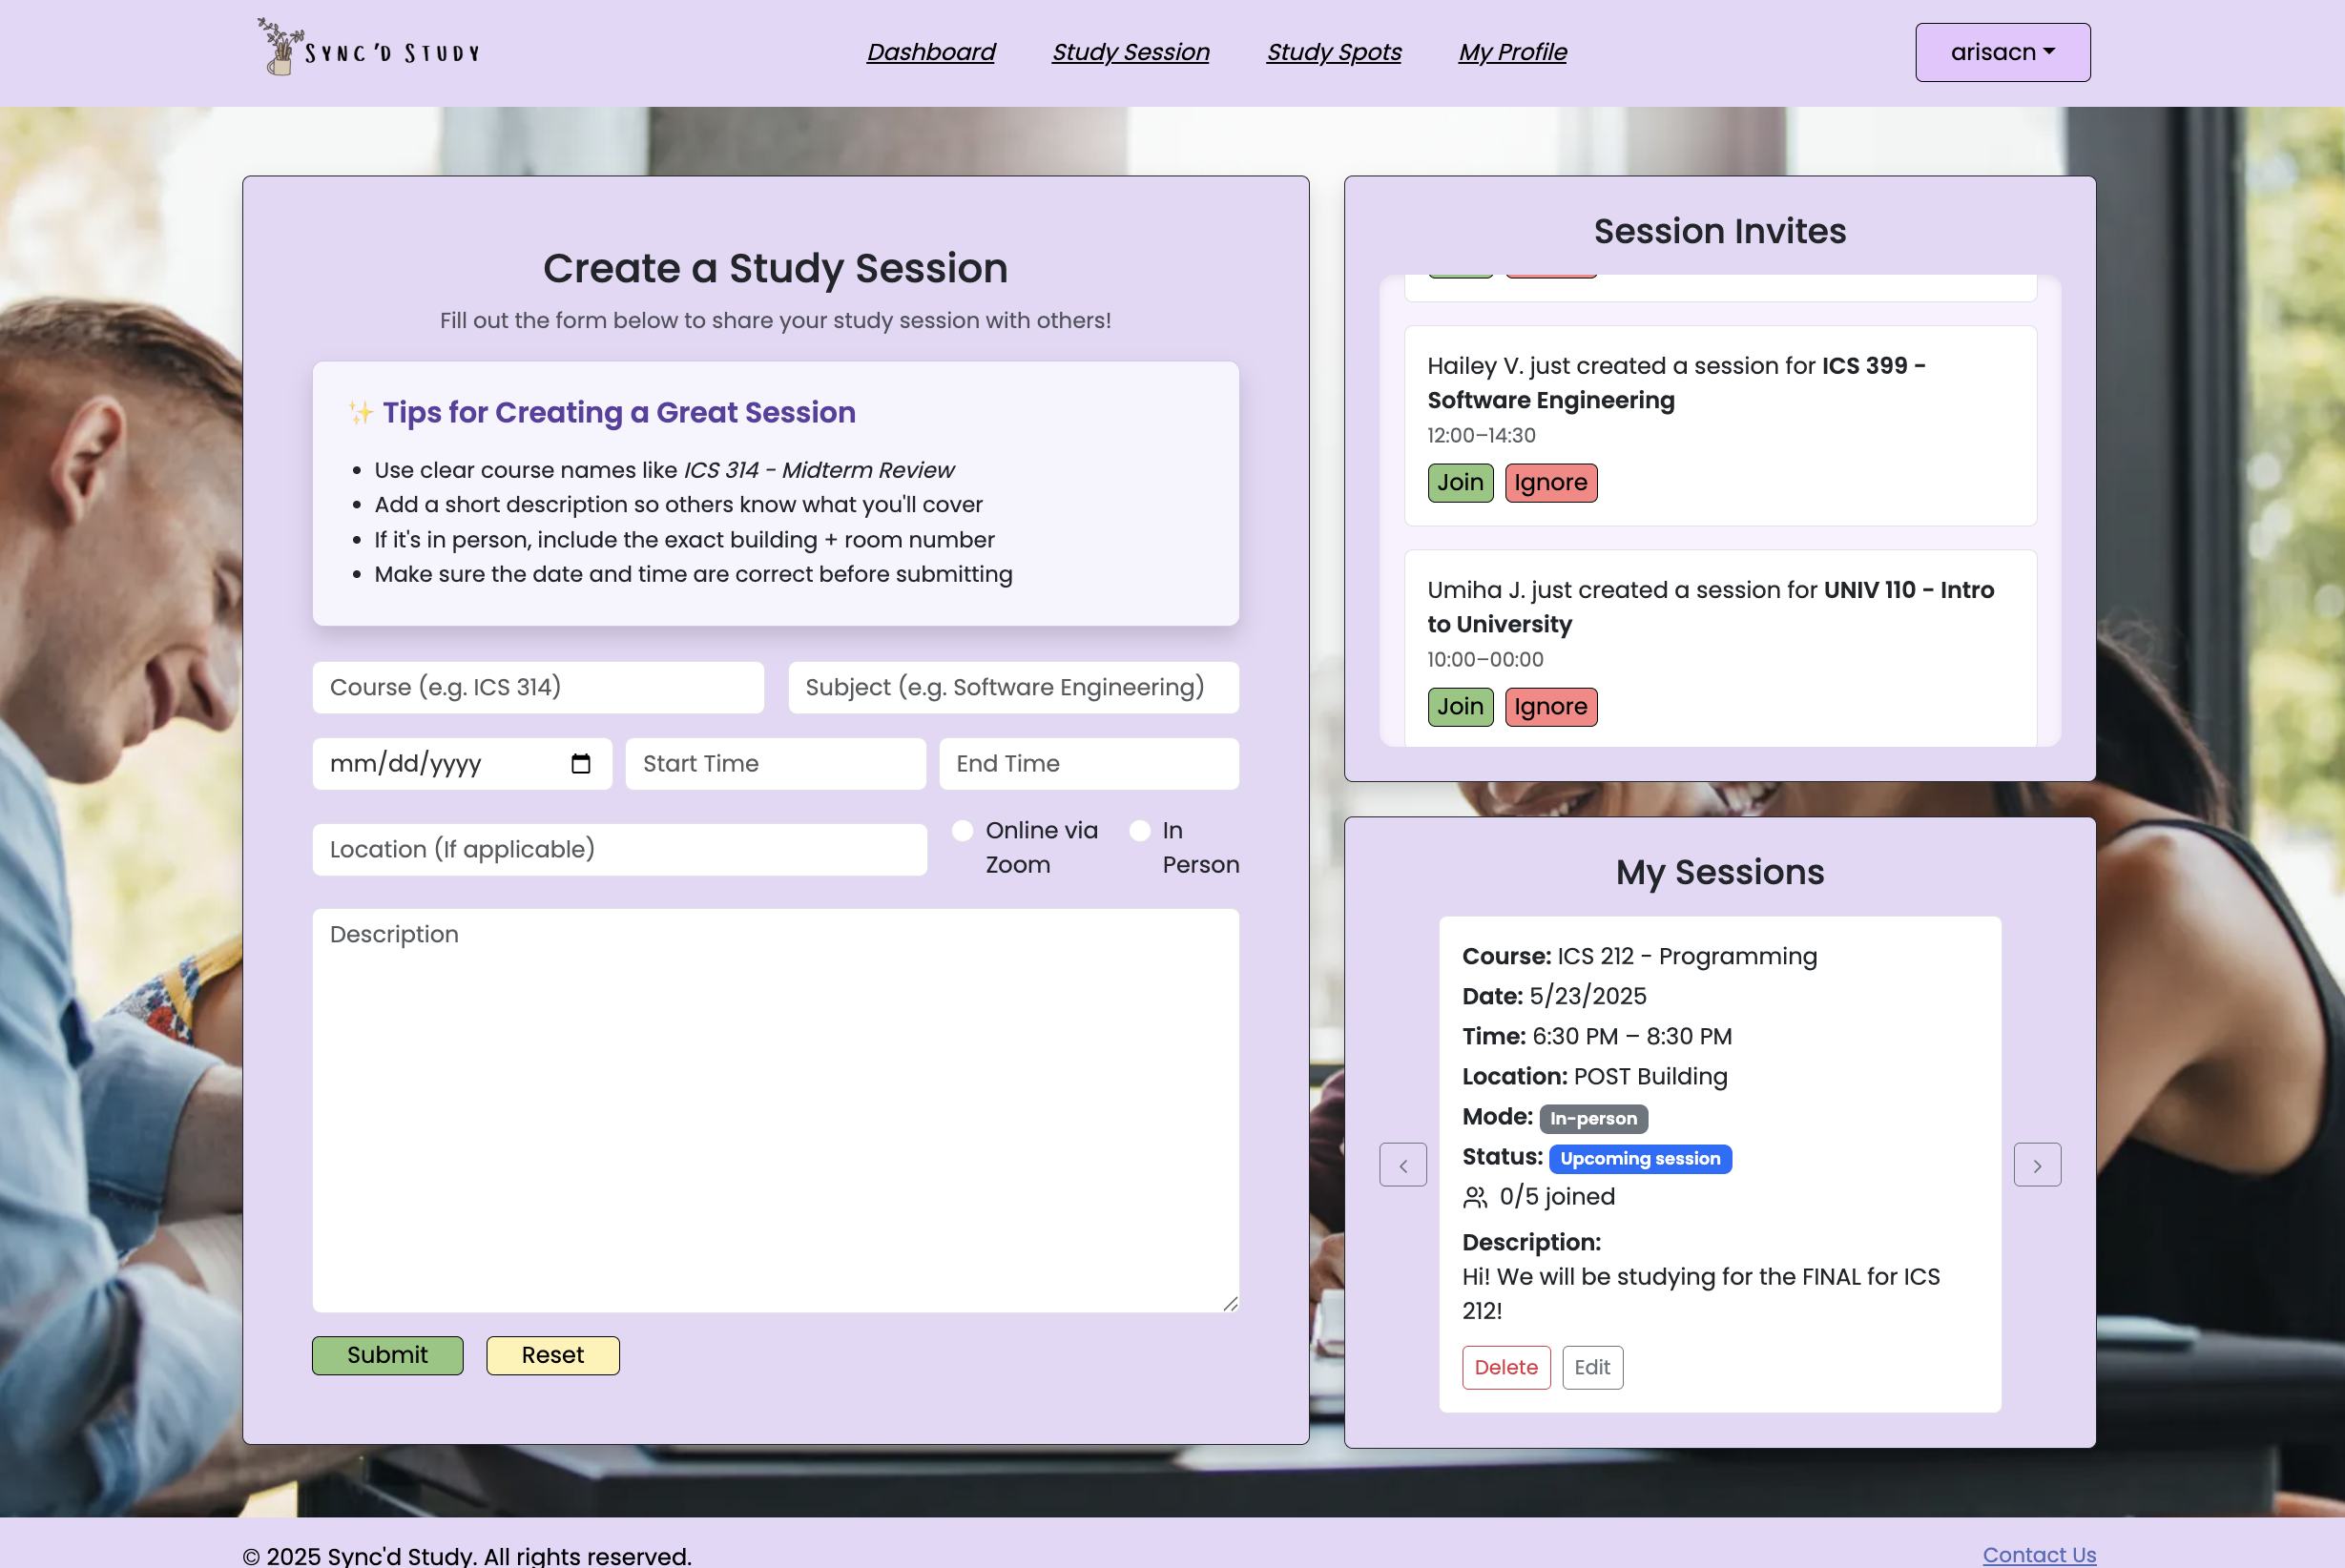 SYNC'D STUDY
Dashboard
Study Session
Study Spots
My Profile
arisacn
Create a Study Session
Fill out the form below to share your study session with others!
✨ Tips for Creating a Great Session
• Use clear course names like ICS 314 - Midterm Review
• Add a short description so others know what you'll cover
• If it's in person, include the exact building + room number
• Make sure the date and time are correct before submitting
Course (e.g. ICS 314)
Subject (e.g. Software Engineering)
mm/dd/yyyy
Start Time
End Time
Location (If applicable)
Online via
Zoom
In
Person
Description
Submit
Reset
Session Invites
Hailey V. just created a session for ICS 399 -
Software Engineering
12:00–14:30
Join
Ignore
Umiha J. just created a session for UNIV 110 - Intro
to University
10:00–00:00
Join
Ignore
My Sessions
Course: ICS 212 - Programming
Date: 5/23/2025
Time: 6:30 PM – 8:30 PM
Location: POST Building
Mode: In-person
Status: Upcoming session
0/5 joined
Description:
Hi! We will be studying for the FINAL for ICS
212!
Delete
Edit
© 2025 Sync'd Study. All rights reserved.
Contact Us